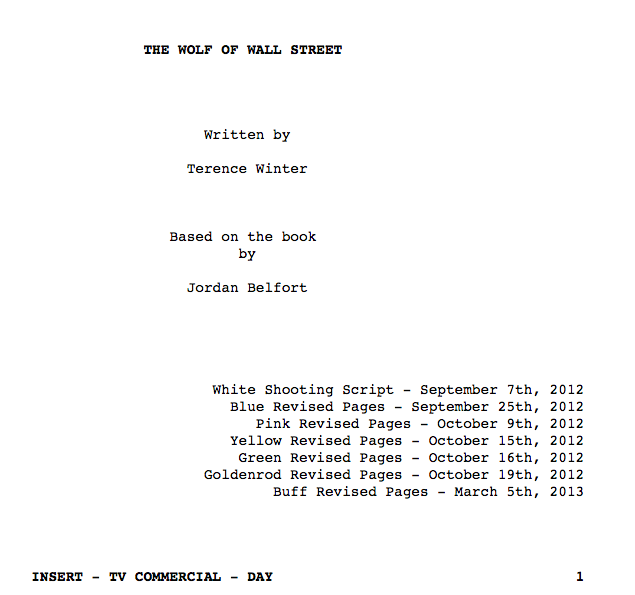 THE WOLF OF WALL STREET
Written by
Terence Winter
Based on the book
by
Jordan Belfort
White Shooting Script – September 7th, 2012
Blue Revised Pages – September 25th, 2012
Pink Revised Pages – October 9th, 2012
Yellow Revised Pages – October 15th, 2012
Green Revised Pages – October 16th, 2012
Goldenrod Revised Pages – October 19th, 2012
Buff Revised Pages – March 5th, 2013
INSERT – TV COMMERCIAL – DAY 1